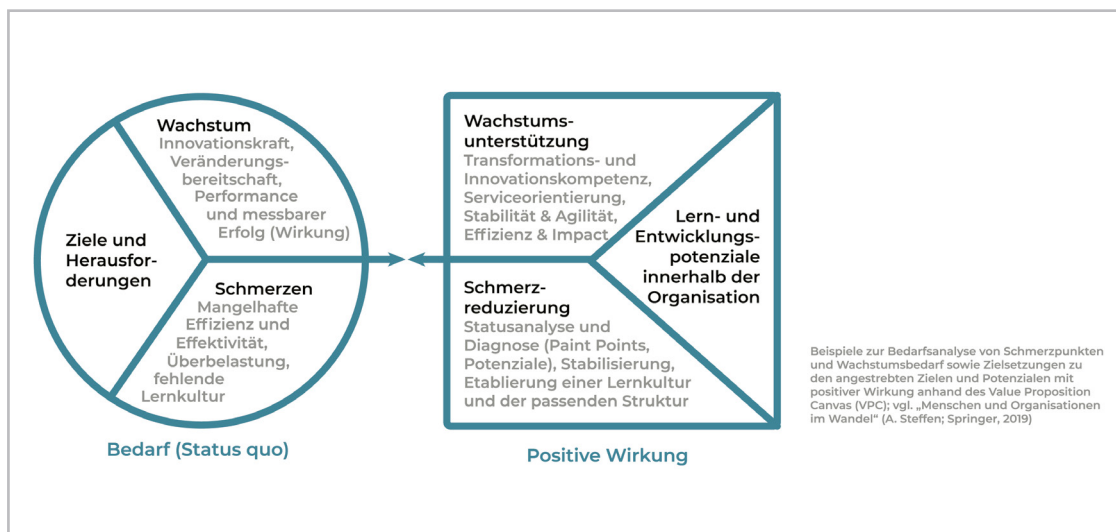 Wachstum
Innovationskraft,
Veränderungs-
bereitschaft,
Performance
und messbarer
Erfolg (Wirkung)
Ziele und
Herausfor-
derungen
Schmerzen
Mangelhafte
Effizienz und
Effektivität,
Überbelastung,
fehlende
Lernkultur
Bedarf (Status quo)
Wachstums-
unterstützung
Transformations- und
Innovationskompetenz,
Serviceorientierung,
Stabilität & Agilität,
Effizienz & Impact
Lern- und
Entwicklungs-
potenziale
innerhalb der
Organisation
Schmerz-
reduzierung
Statusanalyse und
Diagnose (Paint Points,
Potenziale), Stabilisierung,
Etablierung einer Lernkultur
und der passenden Struktur
Positive Wirkung
Beispiele zur Bedarfsanalyse von Schmerzpunkten
und Wachstumsbedarf sowie Zielsetzungen zu
den angestrebten Zielen und Potenzialen mit
positiver Wirkung anhand des Value Proposition
Canvas (VPC); vgl. „Menschen und Organisationen
im Wandel“ (A. Steffen; Springer, 2019)